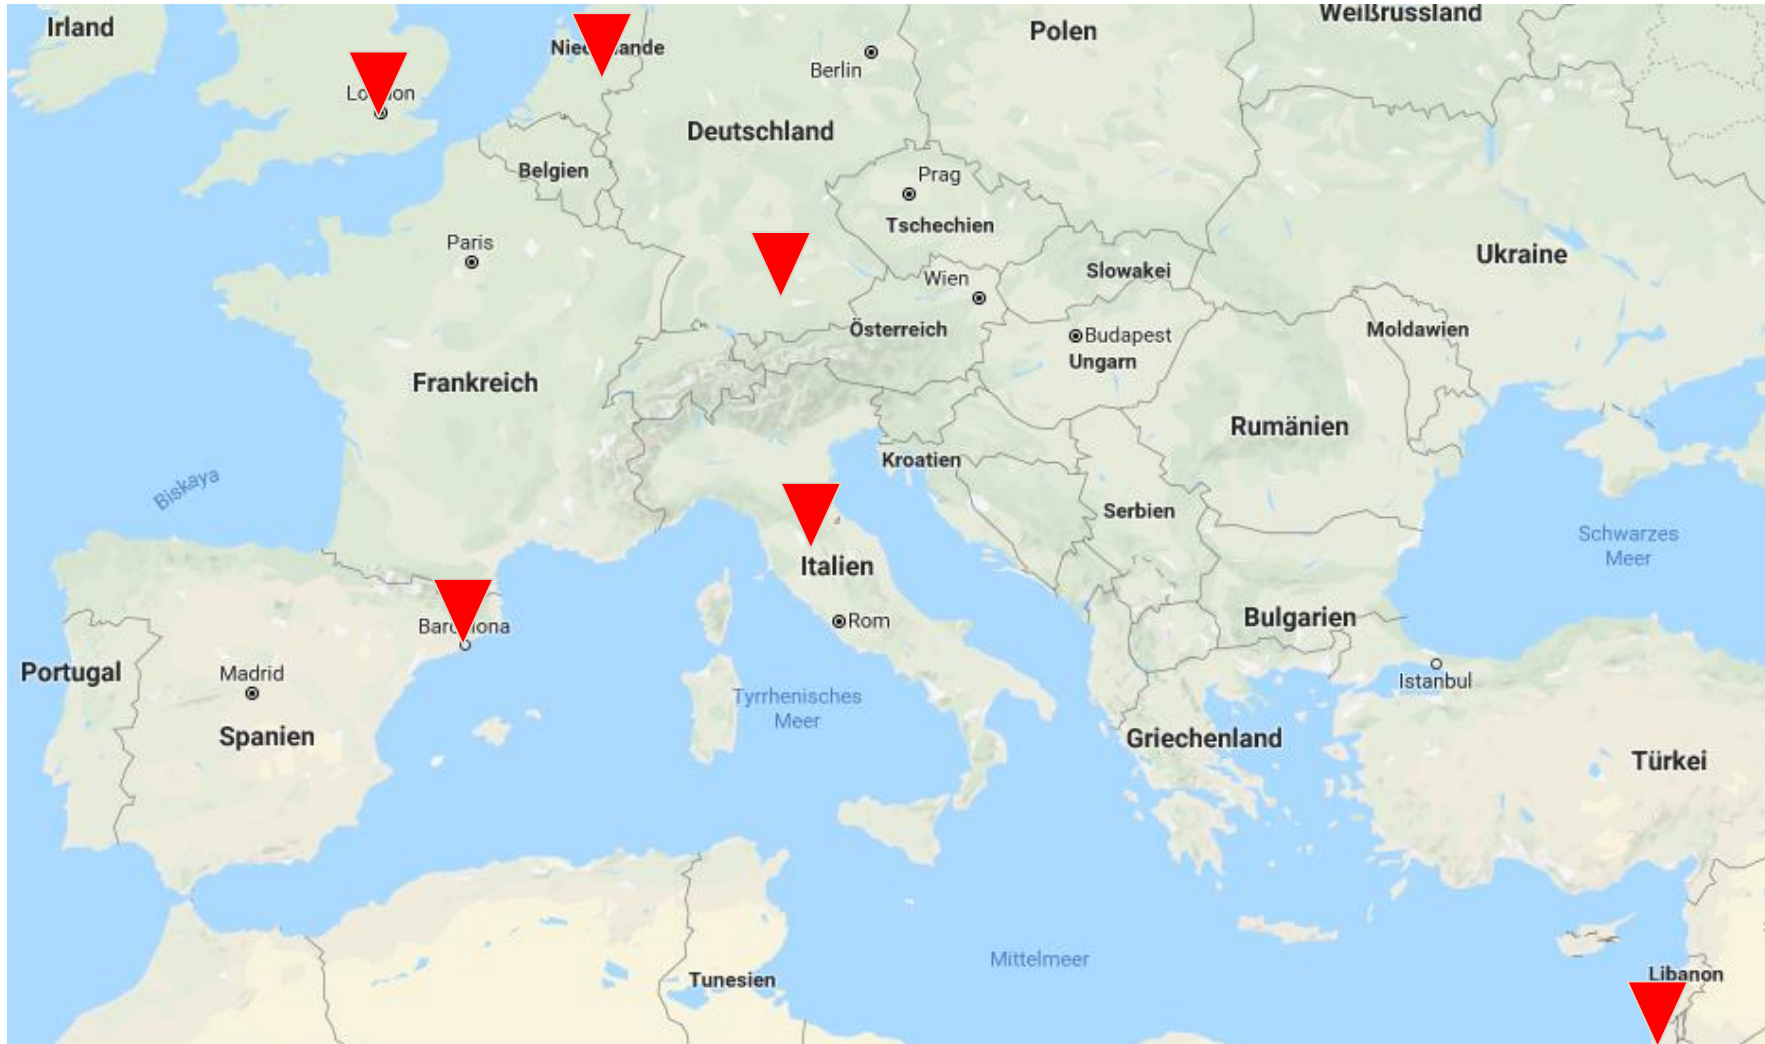 Irland
Weißrussland
Polen
Berlin
Deutschland
Belgien
Prag
Tschechien
Paris
Ukraine
Slowakei
Wien
Österreich
Moldawien
Budapest
Ungarn
Frankreich
Rumänien
Kroatien
Biskaya
Serbien
Schwarzes
Meer
Italien
Bulgarien
Rom
Portugal
Madrid
Istanbul
Tyrrhenisches
Meer
Spanien
Griechenland
Türkei
Mittelmeer
Libanon
Tunesien